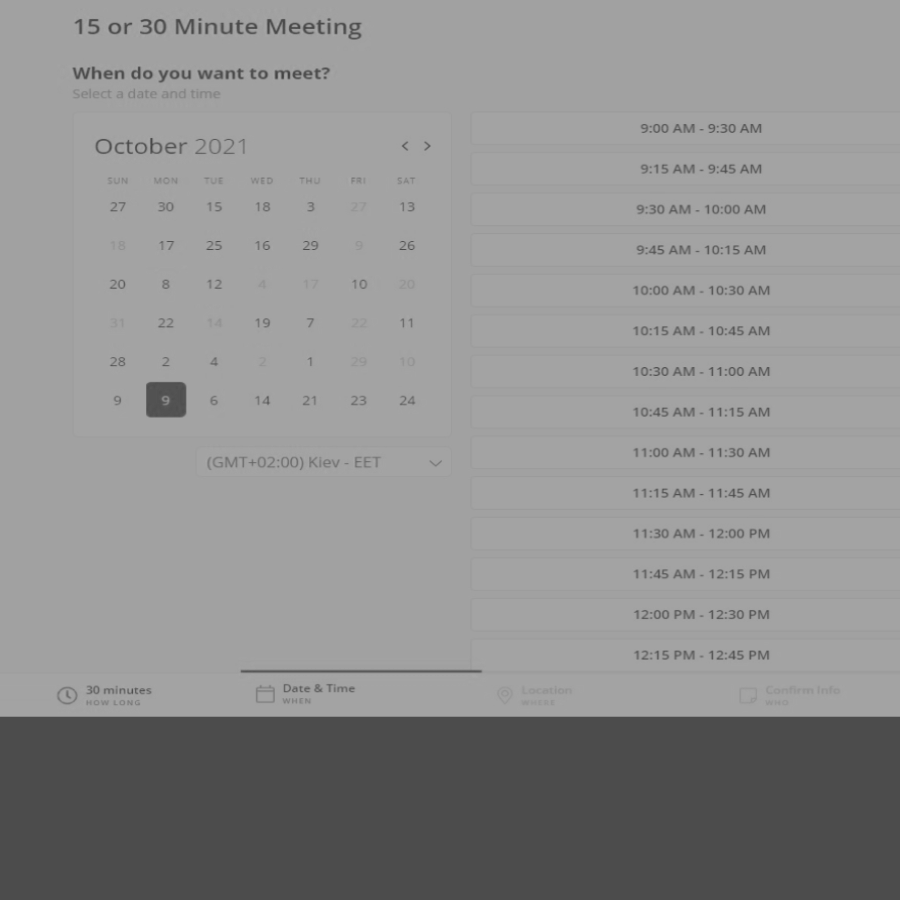 15 or 30 Minute Meeting
When do you want to meet?
Select a date and time
October 2021
SUN MON TUE WED THU FRI SAT
27 30 15 18 3 27 13
18 17 25 16 29 9 26
20 8 12 4 17 10 20
31 22 14 19 7 22 11
28 2 4 2 1 29 10
9 9 6 14 21 23 24
(GMT+02:00) Kiev - EET
9:00 AM - 9:30 AM
9:15 AM - 9:45 AM
9:30 AM - 10:00 AM
9:45 AM - 10:15 AM
10:00 AM - 10:30 AM
10:15 AM - 10:45 AM
10:30 AM - 11:00 AM
10:45 AM - 11:15 AM
11:00 AM - 11:30 AM
11:15 AM - 11:45 AM
11:30 AM - 12:00 PM
11:45 AM - 12:15 PM
12:00 PM - 12:30 PM
12:15 PM - 12:45 PM
30 minutes
HOW LONG
Date & Time
WHEN
Location
WHERE
Confirm Info
WHO